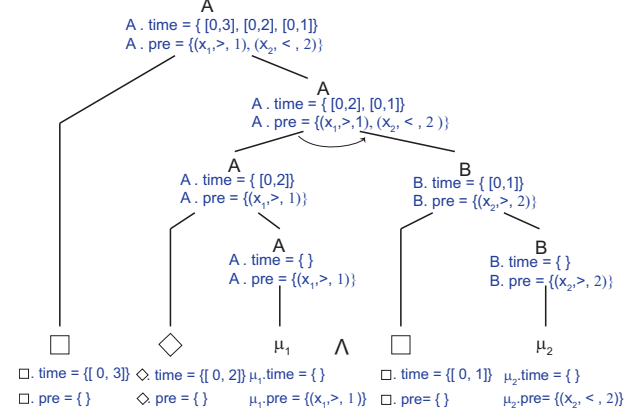 A
A . time = { [0,3], [0,2], [0,1]}
A . pre = {(x₁,>, 1), (x₂, < , 2)}
A
A . time = { [0,2], [0,1]}
A . pre = {(x₁,>,1), (x₂, < , 2 )}
A
A . time = { [0,2]}
A . pre = {(x₁,>, 1)}
B
B. time = { [0,1]}
B. pre = {(x₂,>, 2)}
A
A . time = { }
A . pre = {(x₁,>, 1)}
B
B. time = { }
B. pre = {(x₂,>, 2)}
□ ◇ μ₁ Λ □ μ₂
□. time = {[ 0, 3]} ◇. time = {[ 0, 2]} μ₁.time = { } □. time = {[ 0, 1]} μ₂.time = { }
□. pre = { } ◇. pre = { } μ₁.pre = {(x₁,>, 1)} □. pre= { } μ₂.pre= {(x₂, < , 2)}